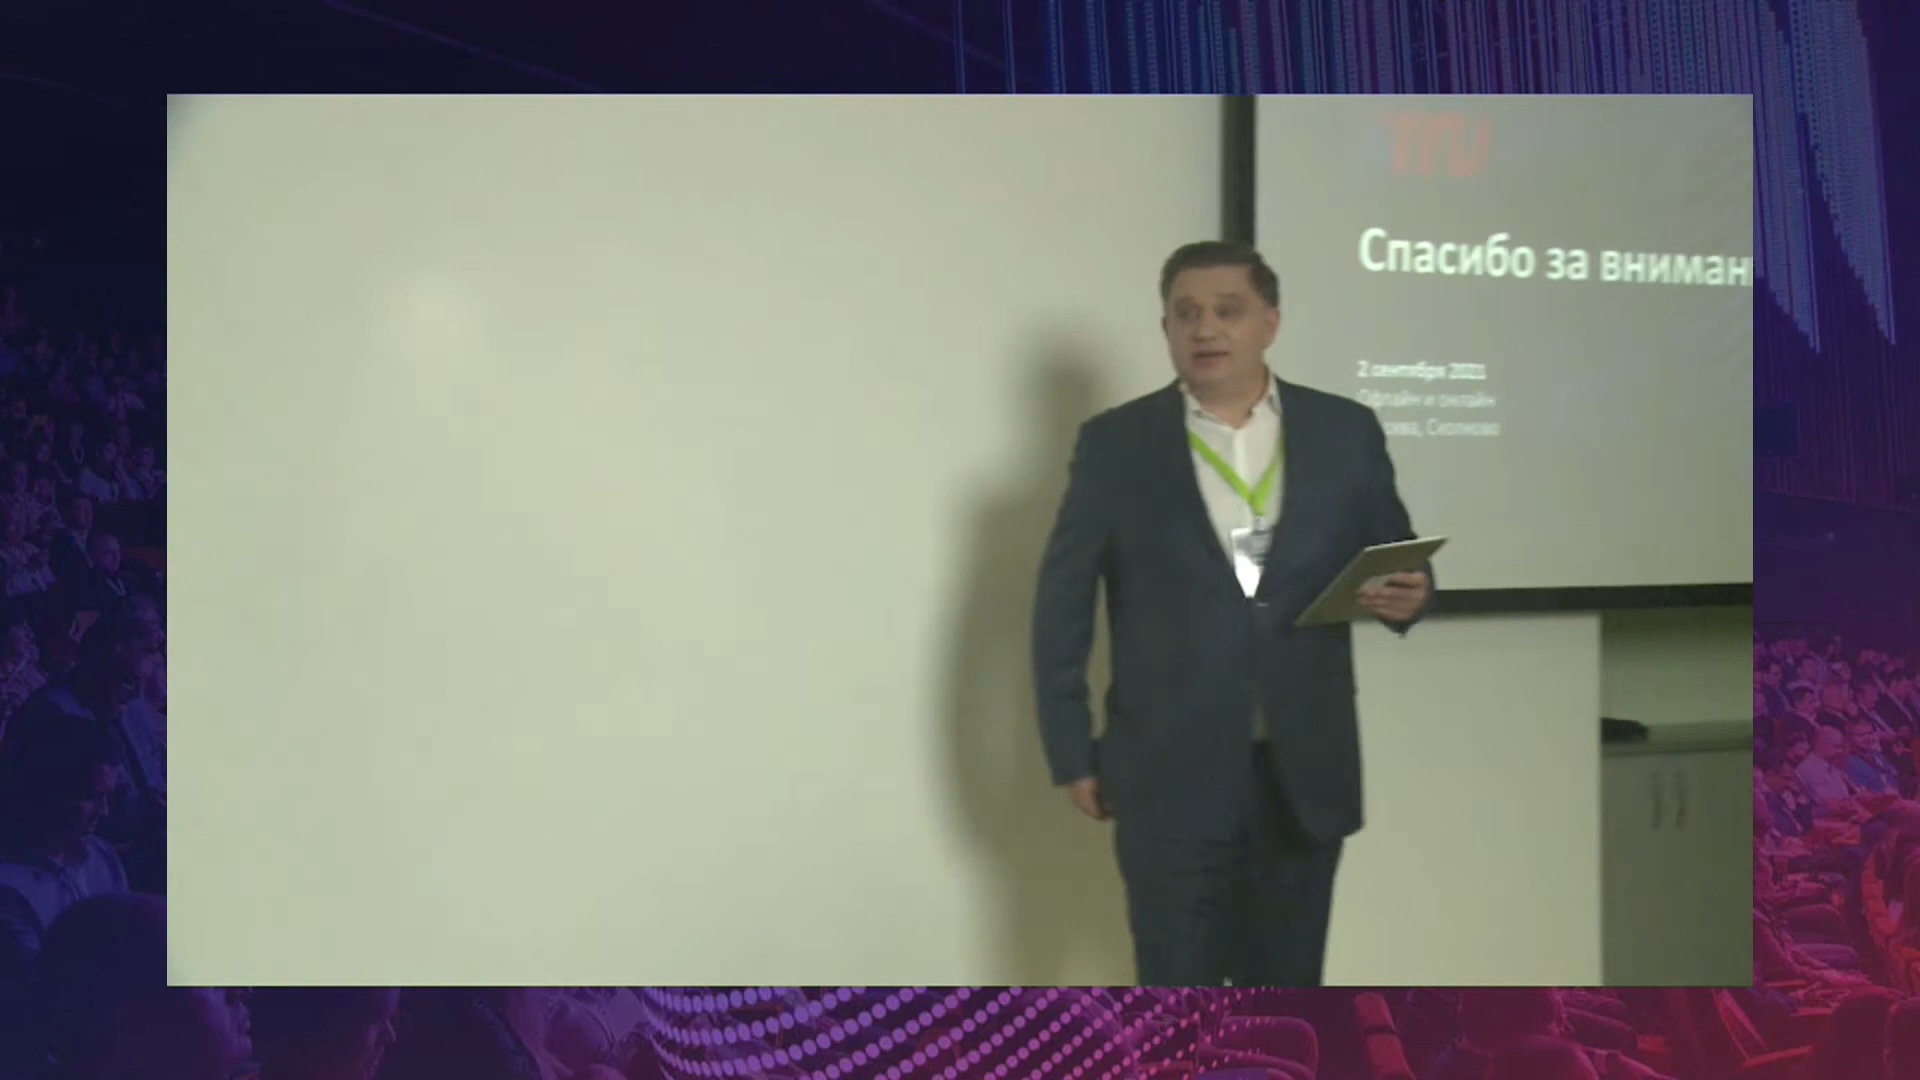 Спасибо за вниман
2 сентября 2021
Офлайн и онлайн
Сколково